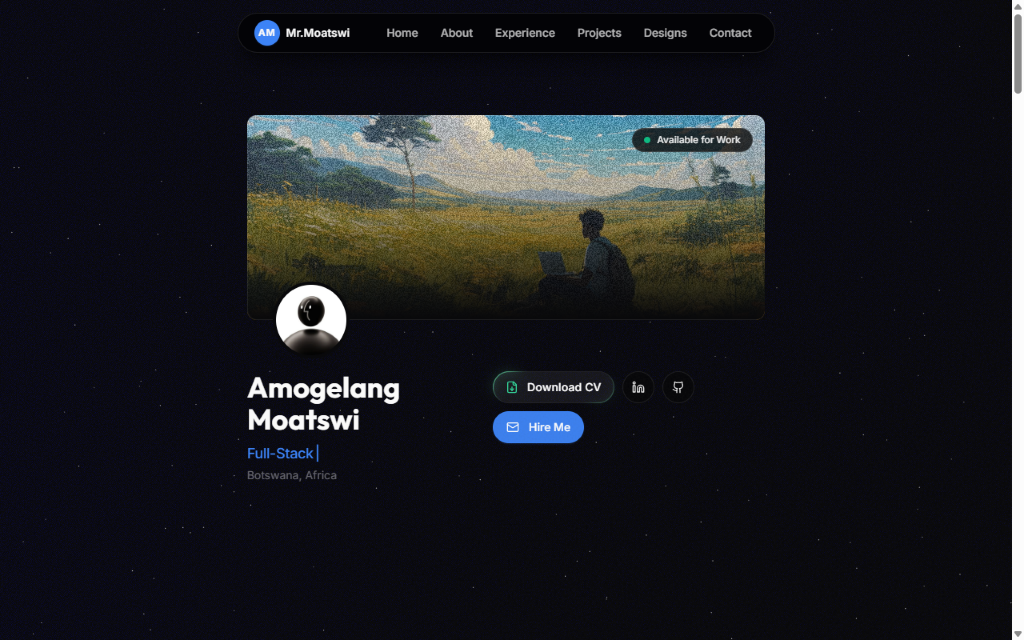 AM Mr.Moatswi Home About Experience Projects Designs Contact
Available for Work
Amogelang
Moatswi
Full-Stack|
Botswana, Africa
Download CV
Hire Me